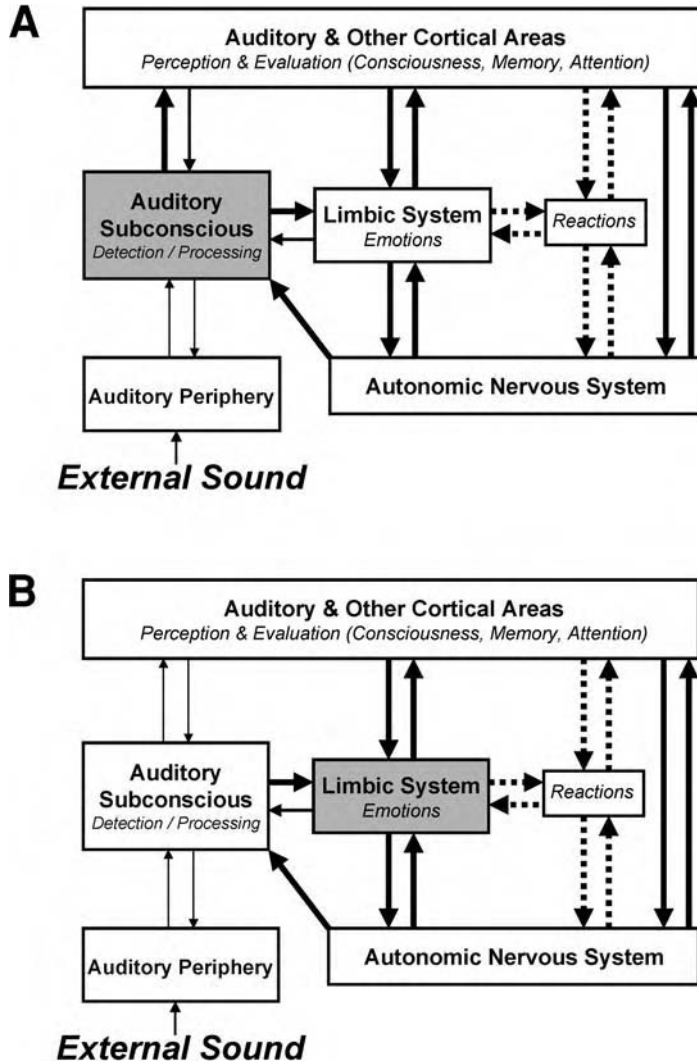 A
Auditory & Other Cortical Areas
Perception & Evaluation (Consciousness, Memory, Attention)
Auditory
Subconscious
Detection / Processing
Limbic System
Emotions
Reactions
Auditory Periphery
Autonomic Nervous System
External Sound
B
Auditory & Other Cortical Areas
Perception & Evaluation (Consciousness, Memory, Attention)
Auditory
Subconscious
Detection / Processing
Limbic System
Emotions
Reactions
Auditory Periphery
Autonomic Nervous System
External Sound